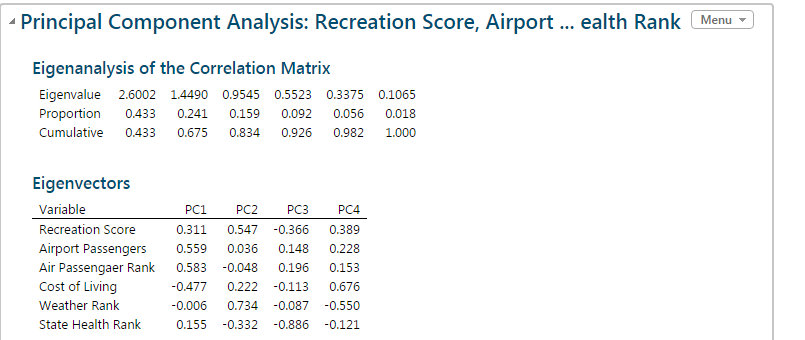 Principal Component Analysis: Recreation Score, Airport ... ealth Rank Menu
Eigenanalysis of the Correlation Matrix
Eigenvalue 2.6002 1.4490 0.9545 0.5523 0.3375 0.1065
Proportion 0.433 0.241 0.159 0.092 0.056 0.018
Cumulative 0.433 0.675 0.834 0.926 0.982 1.000
Eigenvectors
Variable PC1 PC2 PC3 PC4
Recreation Score 0.311 0.547 -0.366 0.389
Airport Passengers 0.559 0.036 0.148 0.228
Air Passengaer Rank 0.583 -0.048 0.196 0.153
Cost of Living -0.477 0.222 -0.113 0.676
Weather Rank -0.006 0.734 -0.087 -0.550
State Health Rank 0.155 -0.332 -0.886 -0.121